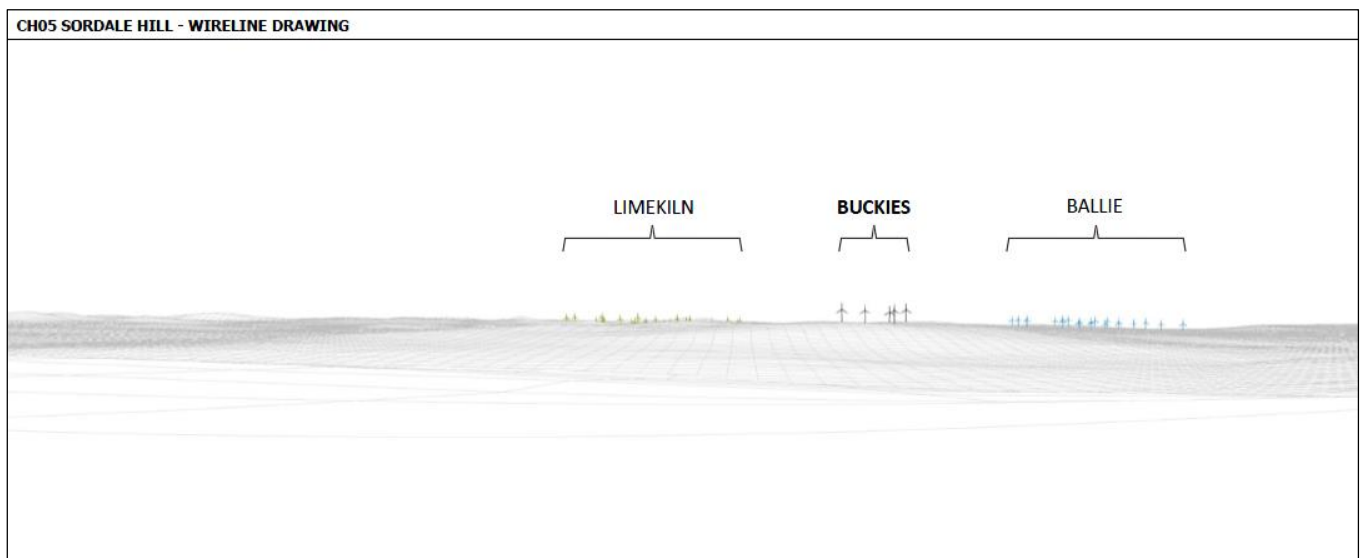 CH05 SORDALE HILL - WIRELINE DRAWING
LIMEKILN
BUCKIES
BALLIE